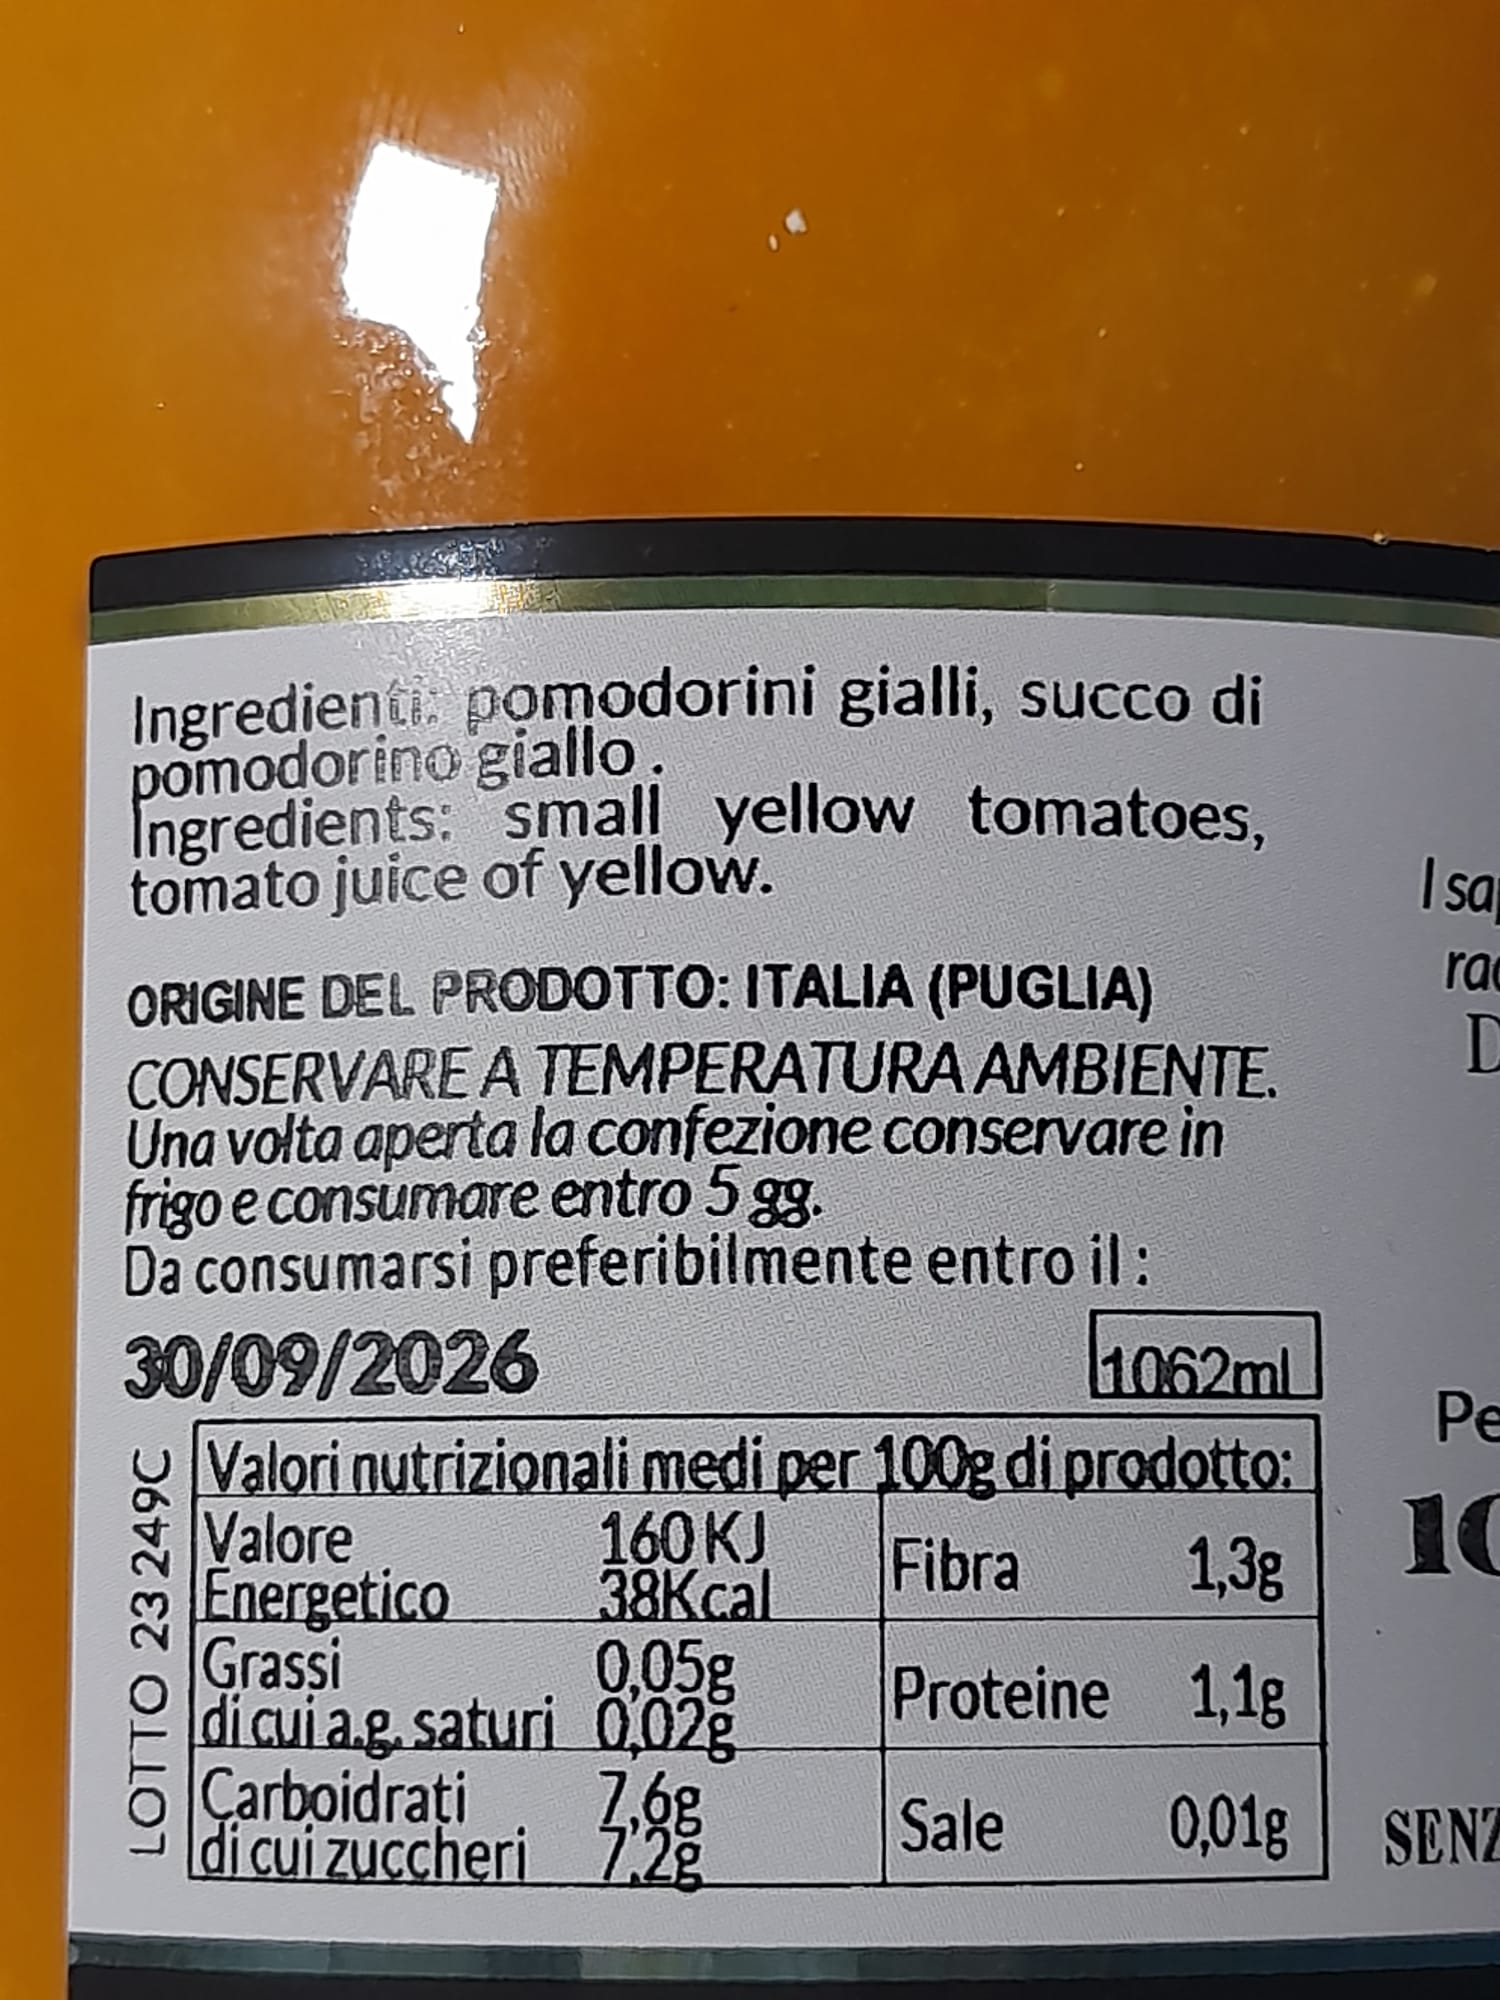 Ingredienti: pomodorini gialli, succo di
pomodorino giallo .
Ingredients: small yellow tomatoes,
tomato juice of yellow.
ORIGINE DEL PRODOTTO: ITALIA (PUGLIA)
CONSERVARE A TEMPERATURA AMBIENTE.
Una volta aperta la confezione conservare in
frigo e consumare entro 5 gg.
Da consumarsi preferibilmente entro il :
30/09/2026
1062ml
LOTTO 23 249C
Valori nutrizionali medi per 100g di prodotto:
Valore 160 KJ
Energetico 38Kcal
Fibra 1,3g
Grassi 0,05g
di cui a.g. saturi 0,02g
Proteine 1,1g
Carboidrati 7,6g
di cui zuccheri 7,2g
Sale 0,01g
I